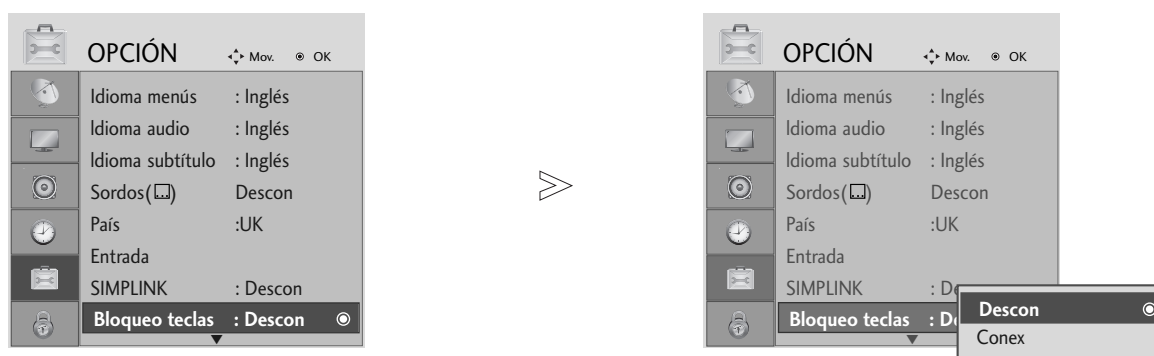 OPCIÓN Mov. OK
Idioma menús : Inglés
Idioma audio : Inglés
Idioma subtítulo : Inglés
Sordos( ) Descon
País :UK
Entrada
SIMPLINK : Descon
Bloqueo teclas : Descon
OPCIÓN Mov. OK
Idioma menús : Inglés
Idioma audio : Inglés
Idioma subtítulo : Inglés
Sordos( ) Descon
País :UK
Entrada
SIMPLINK : De
Bloqueo teclas : De
Descon
Conex